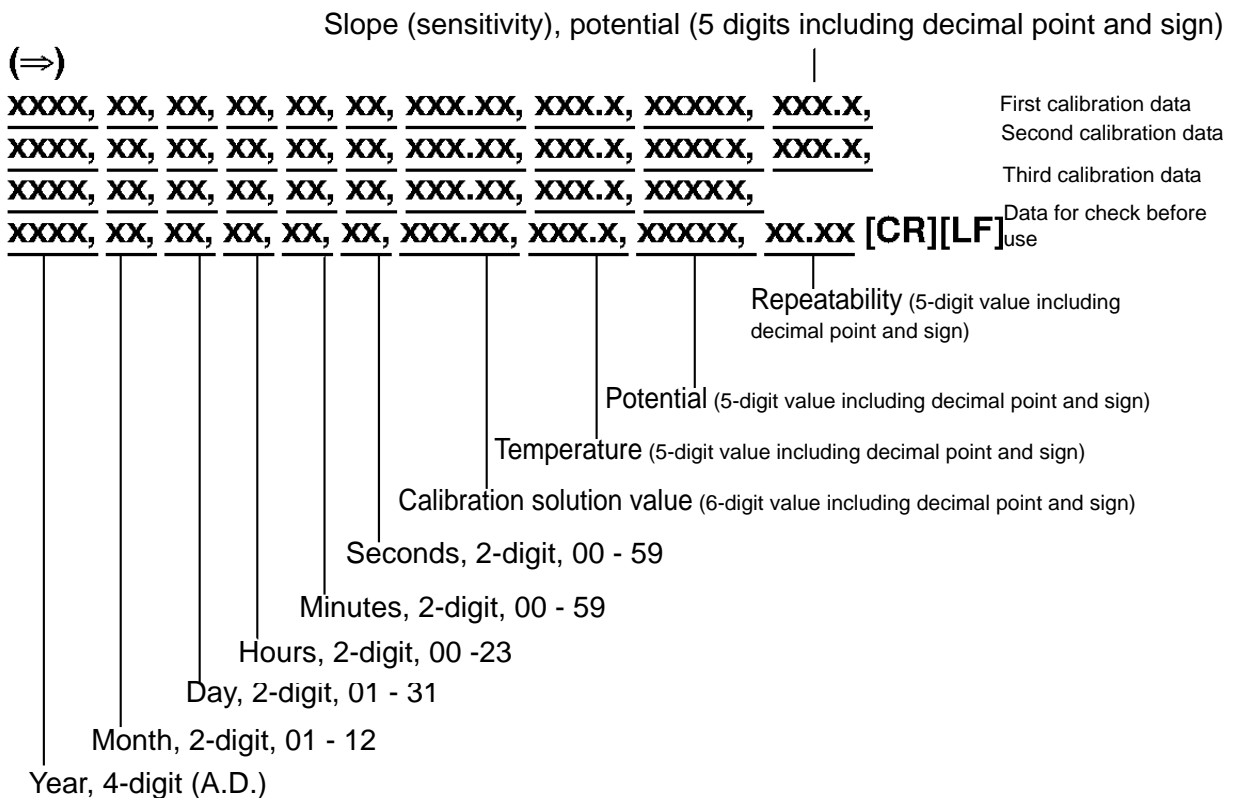 Slope (sensitivity), potential (5 digits including decimal point and sign)
(⇒)
xxxx, xx, xx, xx, xx, xx, xxx.xx, xxx.x, xxxxx, xxx.x, First calibration data
xxxx, xx, xx, xx, xx, xx, xxx.xx, xxx.x, xxxxx, xxx.x, Second calibration data
xxxx, xx, xx, xx, xx, xx, xxx.xx, xxx.x, xxxxx, Third calibration data
xxxx, xx, xx, xx, xx, xx, xxx.xx, xxx.x, xxxxx, xx.xx [CR][LF] Data for check before
use
Repeatability (5-digit value including
decimal point and sign)
Potential (5-digit value including decimal point and sign)
Temperature (5-digit value including decimal point and sign)
Calibration solution value (6-digit value including decimal point and sign)
Seconds, 2-digit, 00 - 59
Minutes, 2-digit, 00 - 59
Hours, 2-digit, 00 -23
Day, 2-digit, 01 - 31
Month, 2-digit, 01 - 12
Year, 4-digit (A.D.)